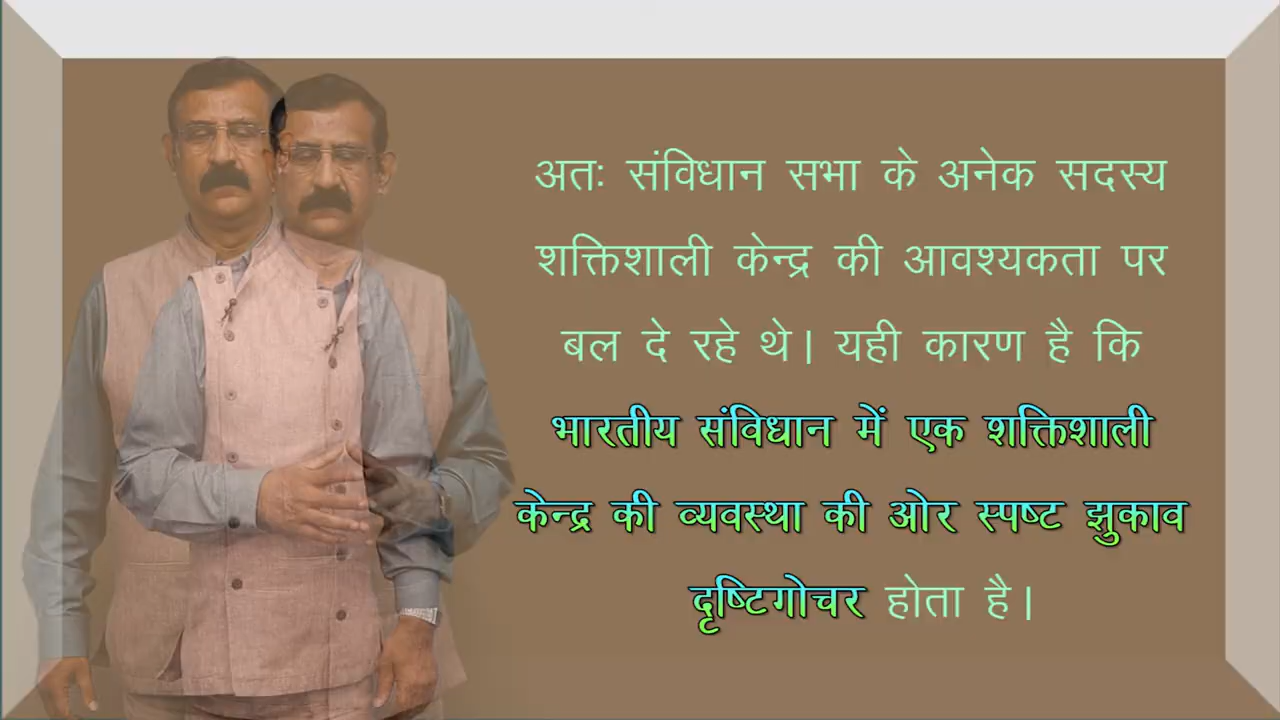 अतः संविधान सभा के अनेक सदस्य
शक्तिशाली केन्द्र की आवश्यकता पर
बल दे रहे थे। यही कारण है कि
भारतीय संविधान में एक शक्तिशाली
केन्द्र की व्यवस्था की ओर स्पष्ट झुकाव
दृष्टिगोचर होता है।